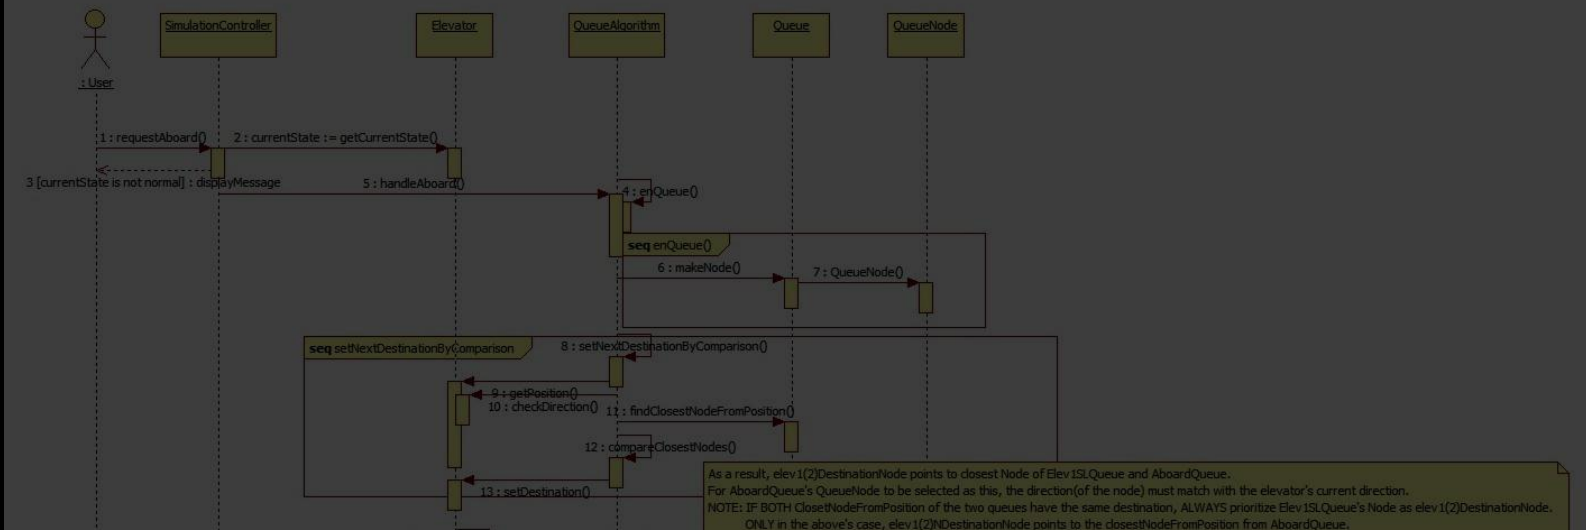 SimulationController
Elevator
QueueAlgorithm
Queue
QueueNode
: User
1 : requestAboard()
2 : currentState := getCurrentState()
3 [currentState is not normal] : displayMessage
5 : handleAboard()
4 : enQueue()
seq enQueue()
6 : makeNode()
7 : QueueNode()
seq setNextDestinationByComparison
8 : setNextDestinationByComparison()
9 : getPosition()
10 : checkDirection()
11 : findClosestNodeFromPosition()
12 : compareClosestNodes()
13 : setDestination()
As a result, elev1(2)DestinationNode points to closest Node of Elev1SLQueue and AboardQueue.
For AboardQueue's QueueNode to be selected as this, the direction(of the node) must match with the elevator's current direction.
NOTE: IF BOTH ClosetNodeFromPosition of the two queues have the same destination, ALWAYS prioritize Elev1SLQueue's Node as elev1(2)DestinationNode.
ONLY in the above's case, elev1(2)NDestinationNode points to the closestNodeFromPosition from AboardQueue.